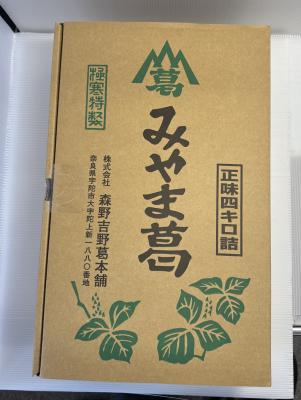 葛
みやま葛
正味四キロ詰
極寒特製
株式会社 森野吉野葛本舗
奈良県宇陀市大宇陀上新一八八〇番地